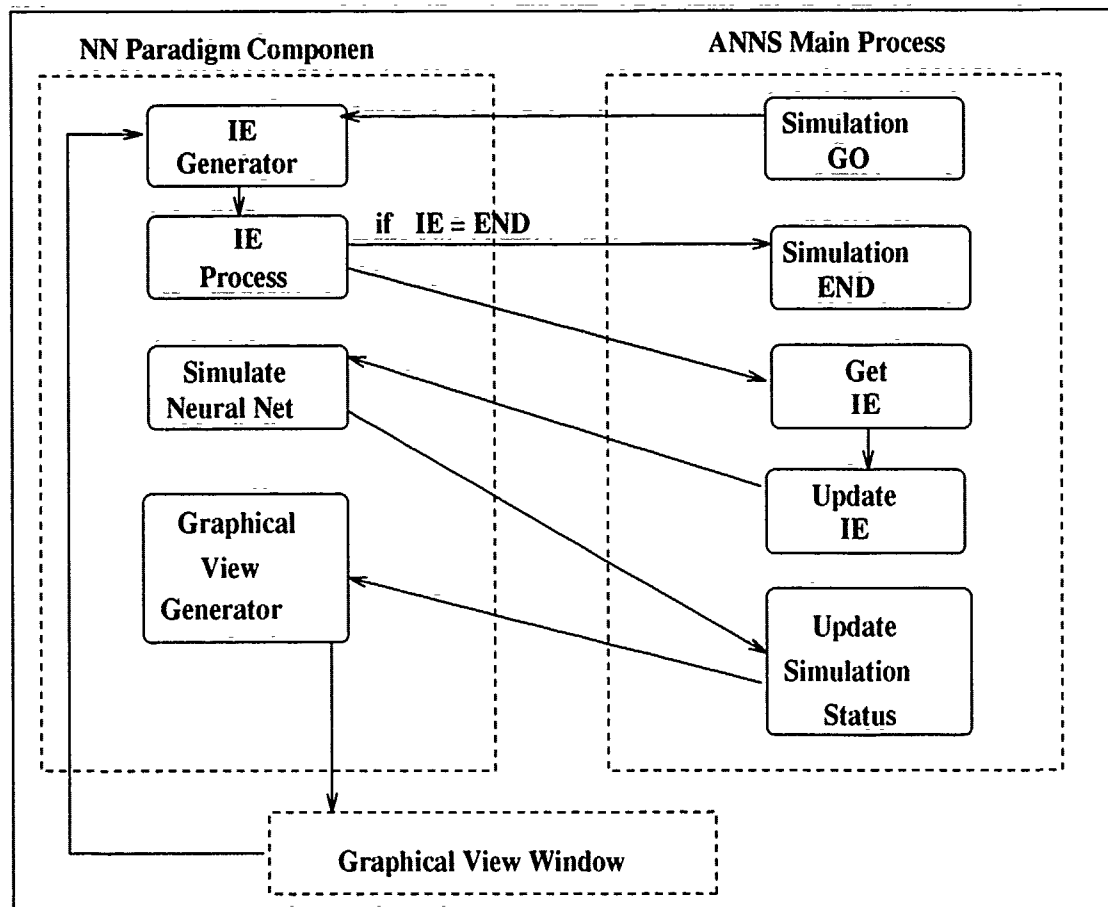 NN Paradigm Componen
ANNS Main Process
IE
Generator
Simulation
GO
IE
Process
if IE = END
Simulation
END
Simulate
Neural Net
Get
IE
Update
IE
Graphical
View
Generator
Update
Simulation
Status
Graphical View Window